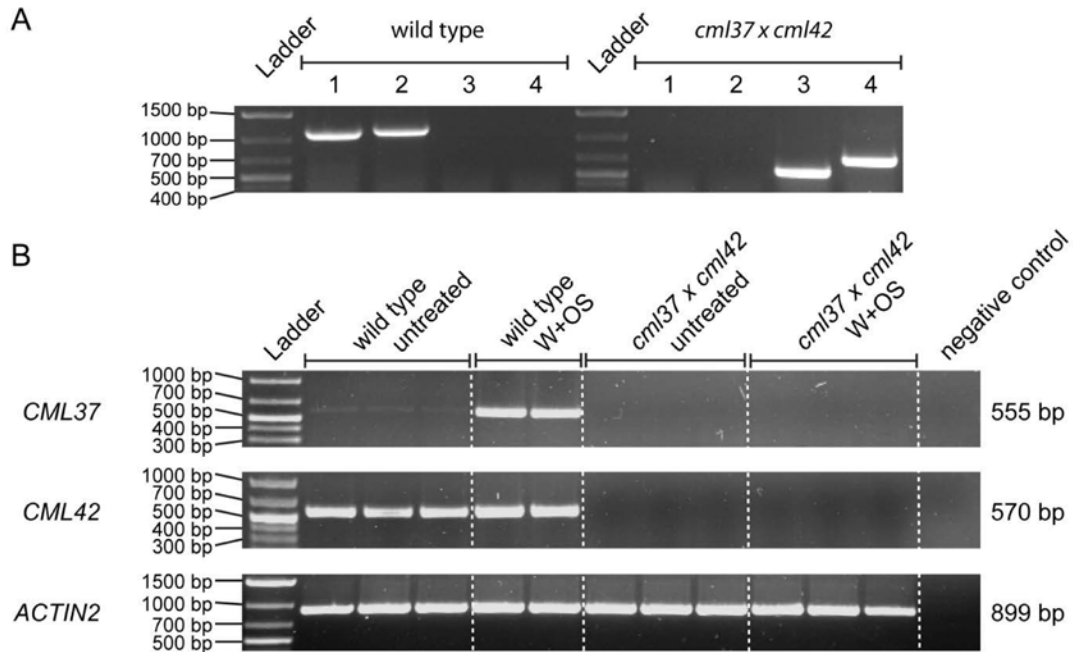 A
Ladder
wild type
Ladder
cml37 x cml42
1 2 3 4 1 2 3 4
1500 bp
1000 bp
700 bp
500 bp
400 bp
B
Ladder
wild type
untreated
wild type
W+OS
cml37 x cml42
untreated
cml37 x cml42
W+OS
negative control
CML37
1000 bp
700 bp
500 bp
400 bp
300 bp
555 bp
CML42
1000 bp
700 bp
500 bp
400 bp
300 bp
570 bp
ACTIN2
1500 bp
1000 bp
700 bp
500 bp
899 bp